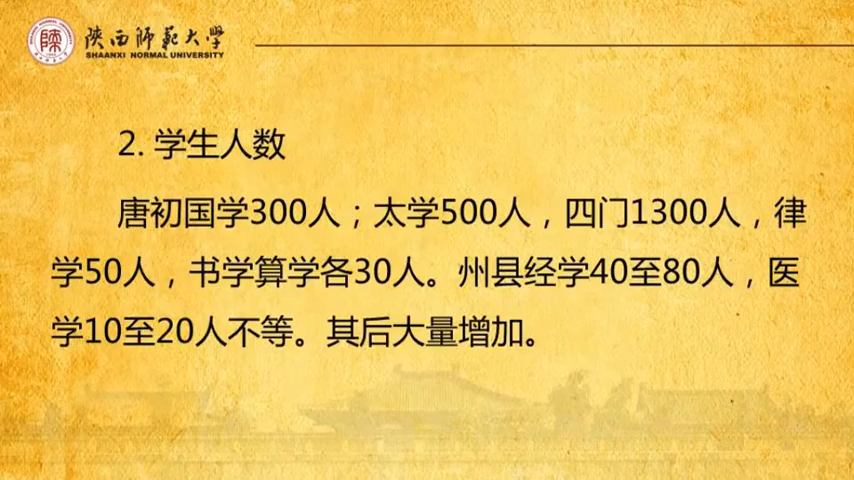 陕西师范大学
SHAANXI NORMAL UNIVERSITY
2. 学生人数
唐初国学300人；太学500人，四门1300人，律
学50人，书学算学各30人。州县经学40至80人，医
学10至20人不等。其后大量增加。